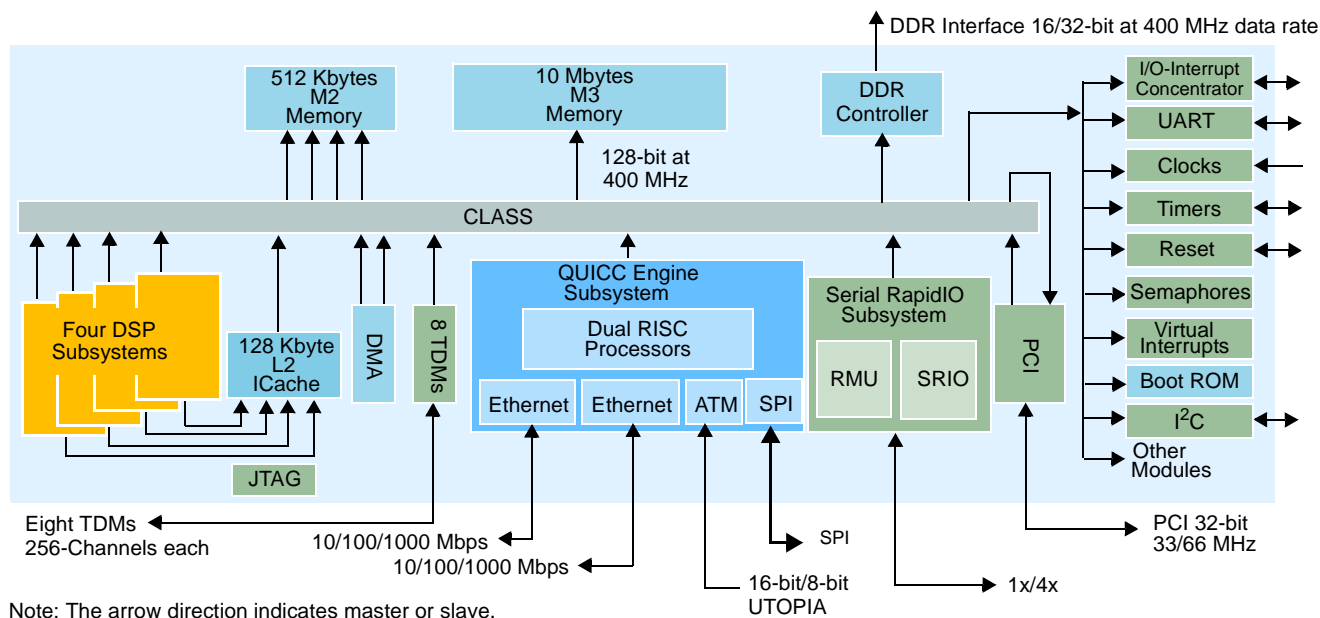 DDR Interface 16/32-bit at 400 MHz data rate
512 Kbytes
M2
Memory
10 Mbytes
M3
Memory
DDR
Controller
I/O-Interrupt
Concentrator
UART
128-bit at
400 MHz
Clocks
CLASS
Timers
Reset
QUICC Engine
Subsystem
Serial RapidIO
Subsystem
Semaphores
Four DSP
Subsystems
128 Kbyte
L2
ICache
DMA
8 TDMs
Dual RISC
Processors
PCI
Virtual
Interrupts
RMU
SRIO
Boot ROM
Ethernet
Ethernet
ATM
SPI
I²C
Other
Modules
JTAG
Eight TDMs
256-Channels each
10/100/1000 Mbps
10/100/1000 Mbps
SPI
PCI 32-bit
33/66 MHz
16-bit/8-bit
UTOPIA
1x/4x
Note: The arrow direction indicates master or slave.